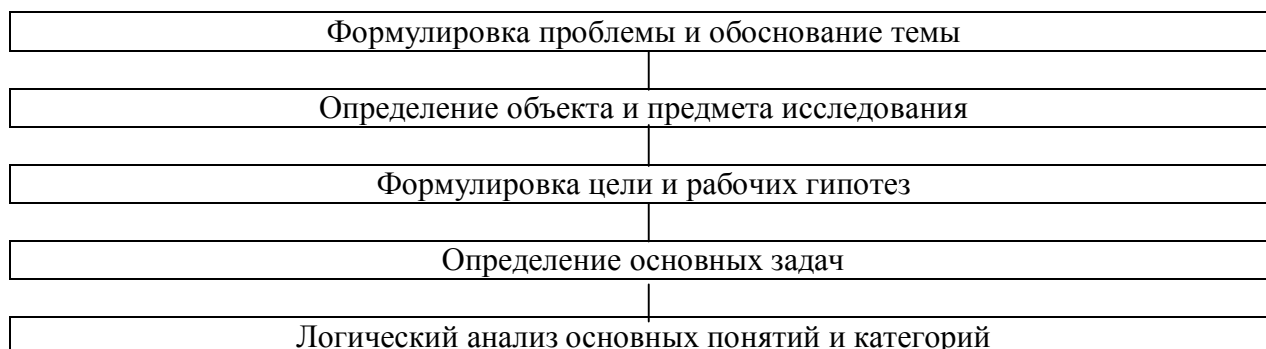 Формулировка проблемы и обоснование темы
Определение объекта и предмета исследования
Формулировка цели и рабочих гипотез
Определение основных задач
Логический анализ основных понятий и категорий